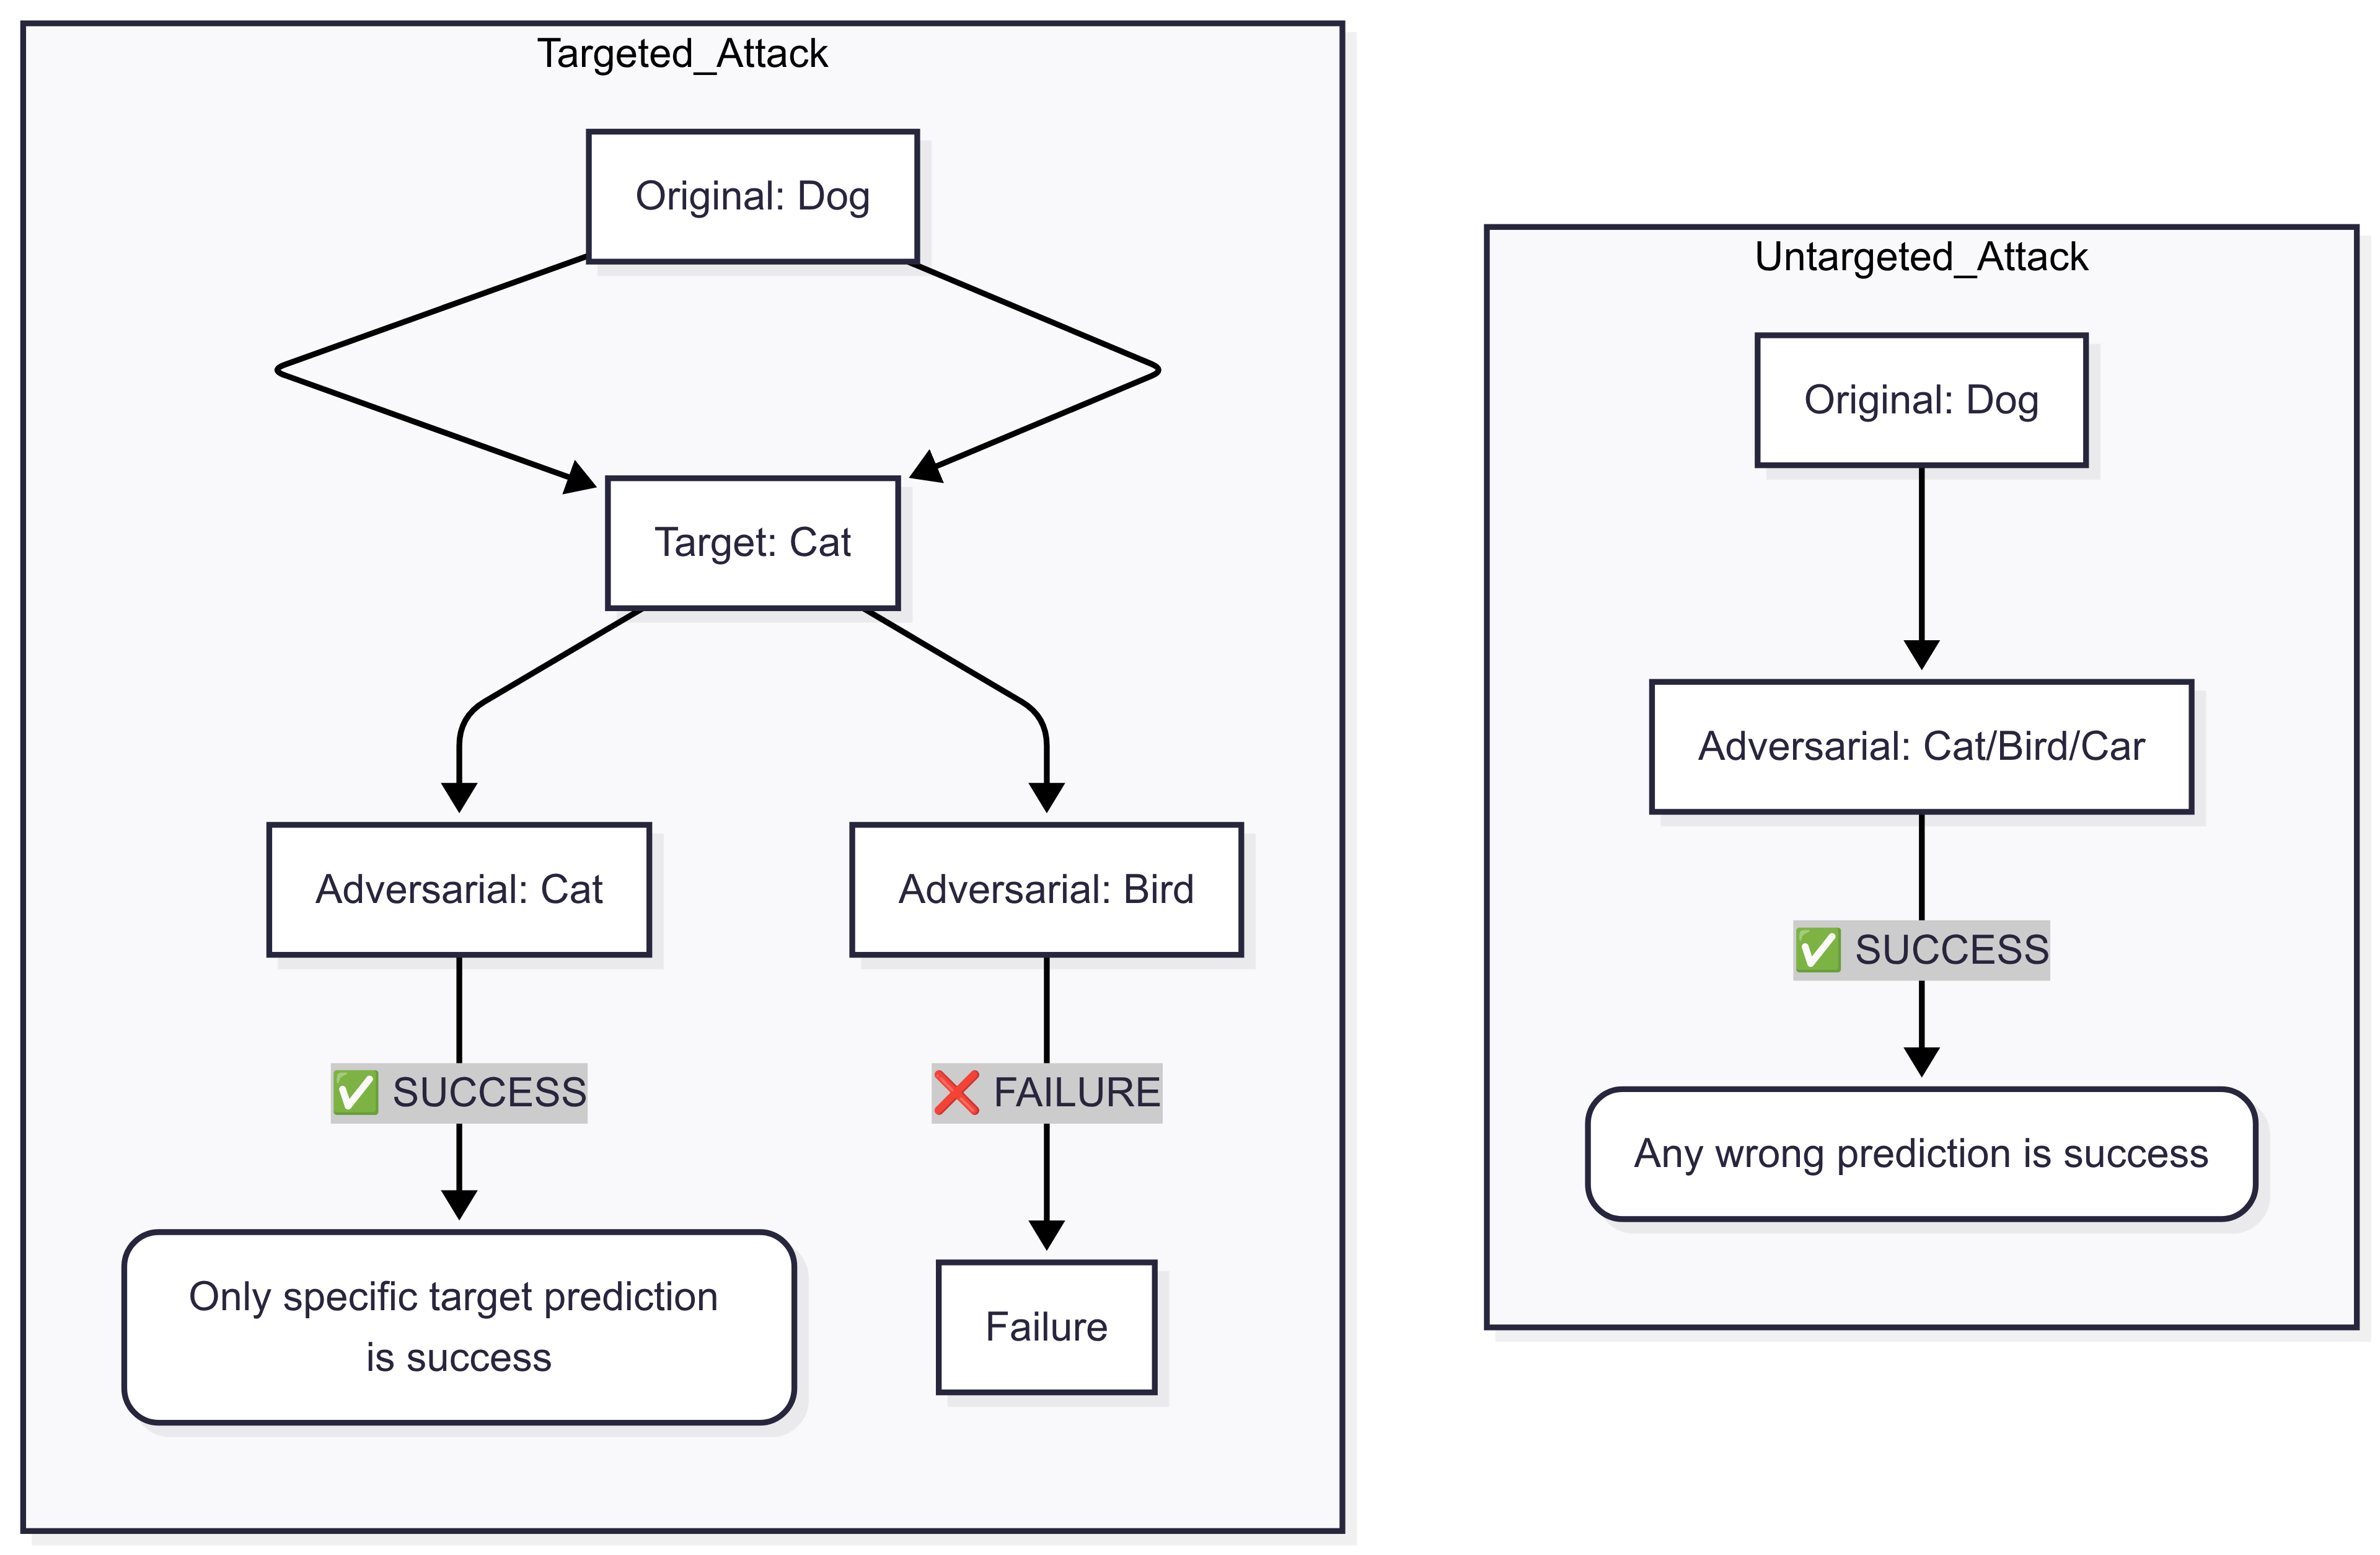 Targeted_Attack
Original: Dog
Target: Cat
Adversarial: Cat
Adversarial: Bird
✅ SUCCESS
❌ FAILURE
Only specific target prediction
is success
Failure
Untargeted_Attack
Original: Dog
Adversarial: Cat/Bird/Car
✅ SUCCESS
Any wrong prediction is success